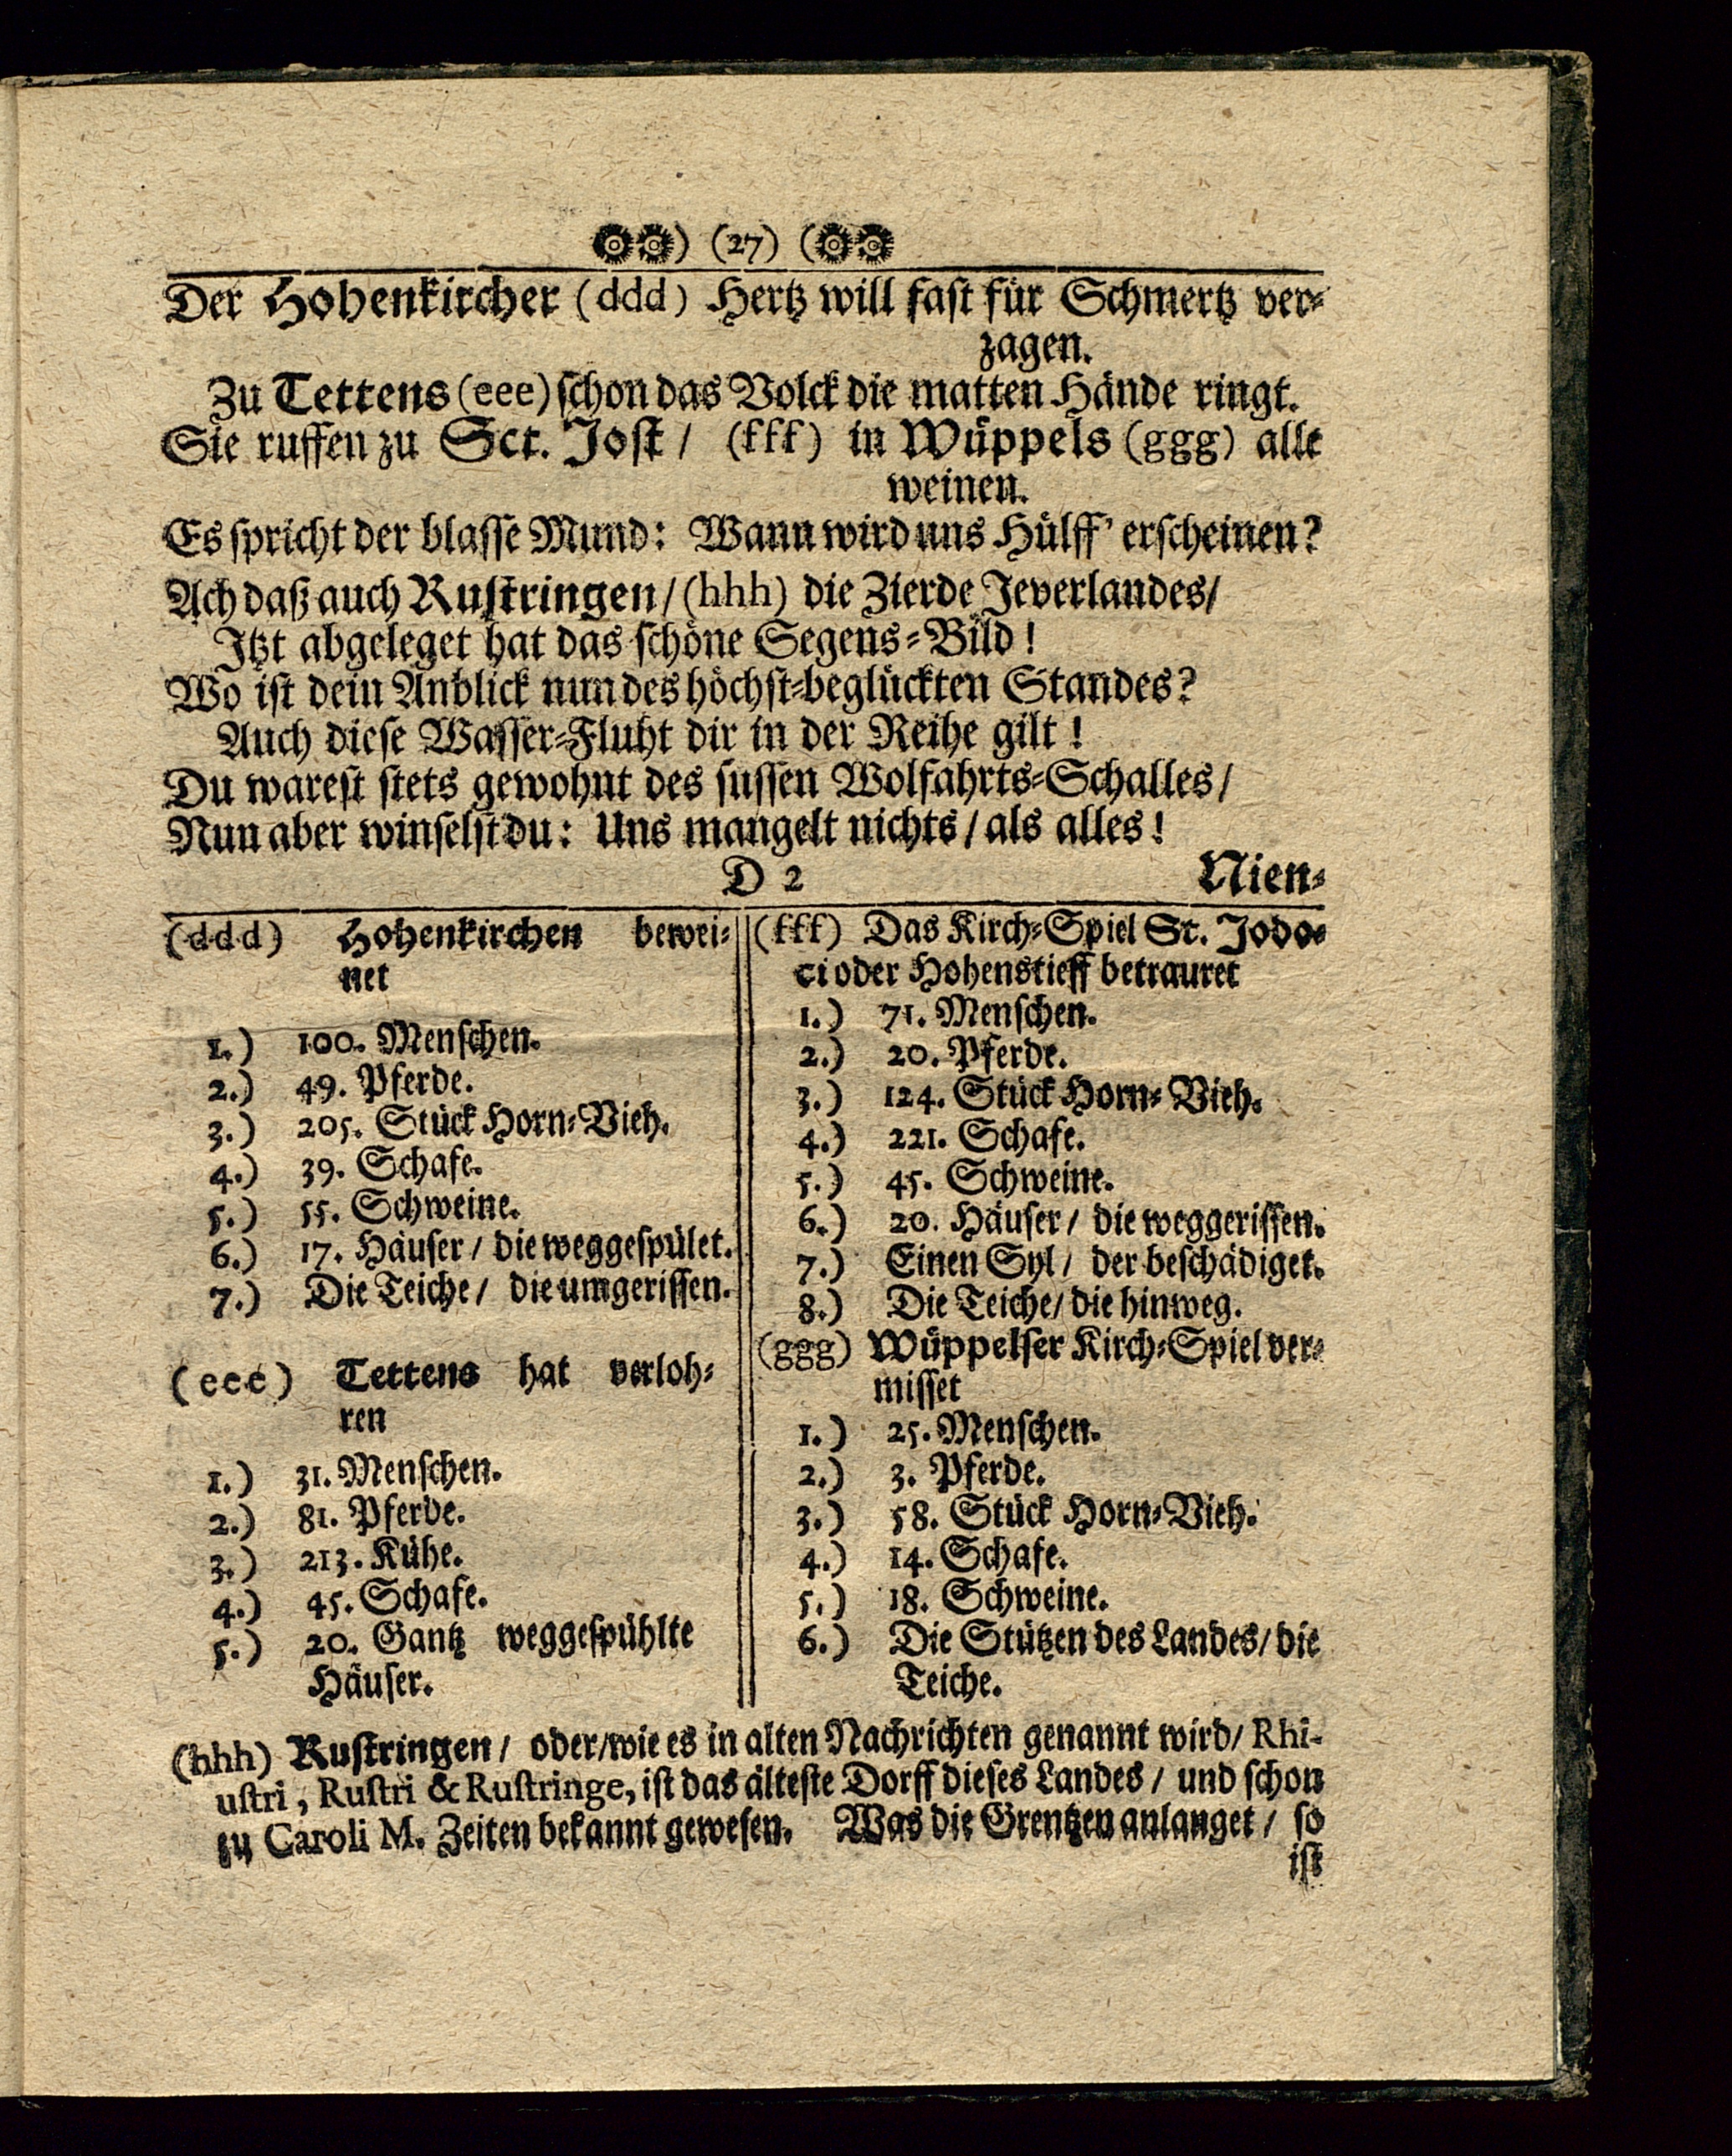 ) (27) (
Der Hohenkircher (ddd) Hertz will fast für Schmertz ver-
zagen.
Zu Tettens (eee) schon das Volck die matten Hände ringt.
Sie ruffen zu Sct. Jost / (fff) in Wüppels (ggg) alle
weinen.
Es spricht der blasse Mund: Wann wird uns Hülff' erscheinen?
Ach daß auch Rustringen / (hhh) die Zierde Jeverlandes /
Itzt abgeleget hat das schöne Segens-Bild!
Wo ist dein Anblick nun des höchst-beglückten Standes?
Auch diese Wasser-Fluht dir in der Reihe gilt!
Du warest stets gewohnt des süssen Wolfahrts-Schalles /
Nun aber winselst du: Uns mangelt nichts / als alles!
D 2 Nien-
(ddd) Hohenkirchen bewei-
net
1.) 100. Menschen.
2.) 49. Pferde.
3.) 205. Stück Horn-Vieh.
4.) 39. Schafe.
5.) 55. Schweine.
6.) 17. Häuser / die weggespület.
7.) Die Teiche / die umgerissen.
(eee) Tettens hat verloh-
ren
1.) 31. Menschen.
2.) 81. Pferde.
3.) 213. Kühe.
4.) 45. Schafe.
5.) 20. Gantz weggespühlte
Häuser.
(fff) Das Kirch-Spiel St. Jodo-
ci oder Hohenstieff betrauret
1.) 71. Menschen.
2.) 20. Pferde.
3.) 124. Stück Horn-Vieh.
4.) 221. Schafe.
5.) 45. Schweine.
6.) 20. Häuser / die weggerissen.
7.) Einen Syl / der beschädiget.
8.) Die Teiche / die hinweg.
(ggg) Wüppelser Kirch-Spiel ver-
misset
1.) 25. Menschen.
2.) 3. Pferde.
3.) 58. Stück Horn-Vieh.
4.) 14. Schafe.
5.) 18. Schweine.
6.) Die Stützen des Landes / die
Teiche.
(hhh) Rustringen / oder / wie es in alten Nachrichten genannt wird / Rhi-
ustri, Rustri & Rustringe, ist das älteste Dorff dieses Landes / und schon
zu Caroli M. Zeiten bekannt gewesen. Was die Grentzen anlanget / so
ist